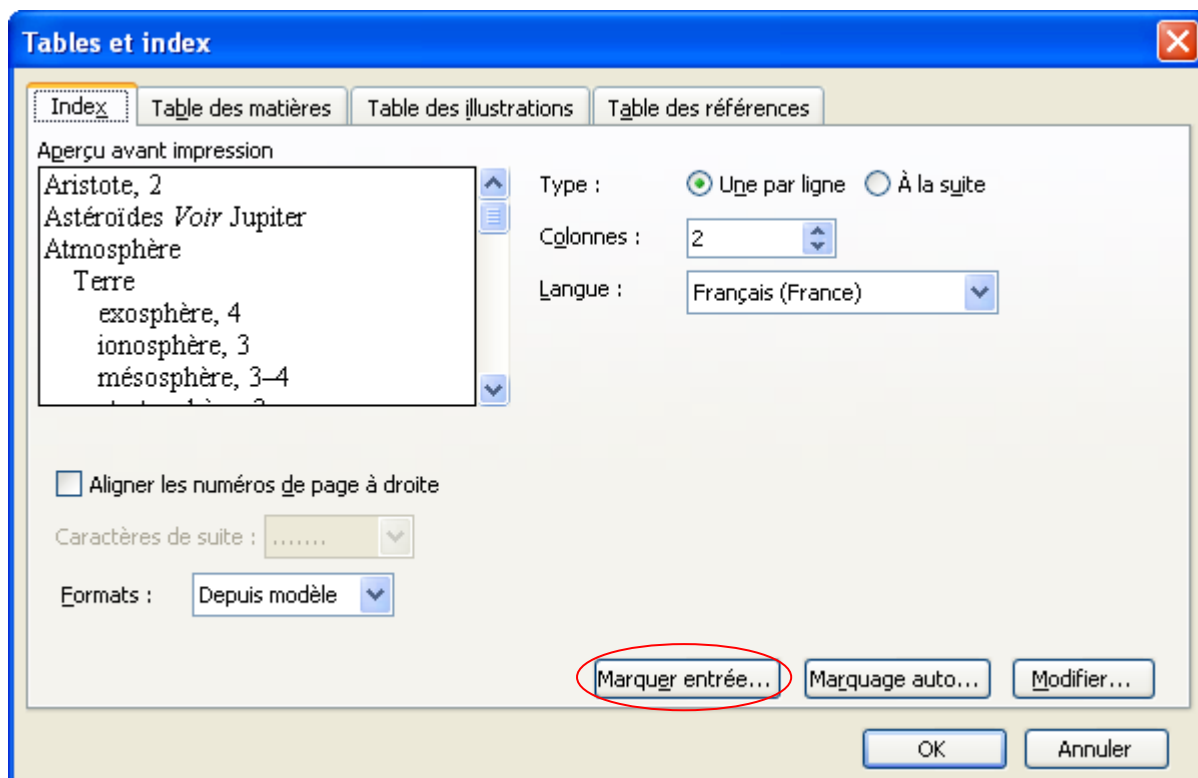 Tables et index
Index Table des matières Table des illustrations Table des références
Aperçu avant impression
Aristote, 2
Astéroïdes Voir Jupiter
Atmosphère
Terre
exosphère, 4
ionosphère, 3
mésosphère, 3–4
Type : Une par ligne À la suite
Colonnes : 2
Langue : Français (France)
Aligner les numéros de page à droite
Caractères de suite : .......
Formats : Depuis modèle
Marquer entrée... Marquage auto... Modifier...
OK Annuler